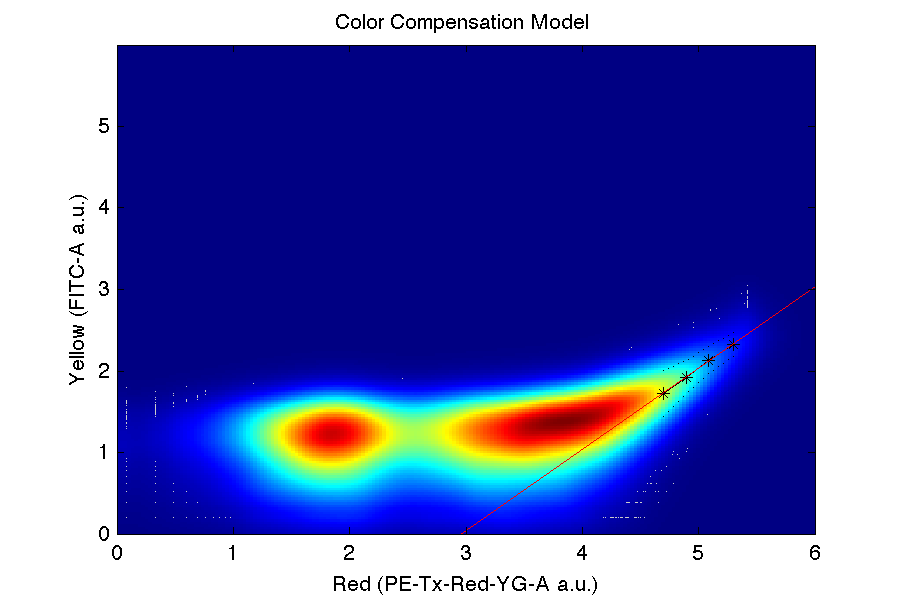 Color Compensation Model
5
4
3
2
1
0
Yellow (FITC-A a.u.)
0 1 2 3 4 5 6
Red (PE-Tx-Red-YG-A a.u.)